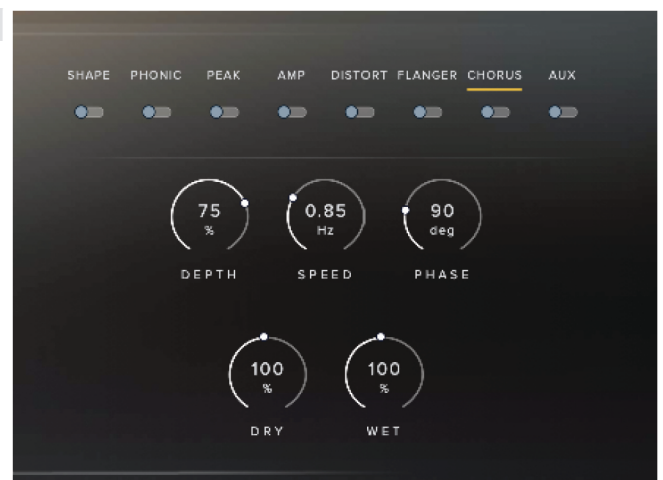 SHAPE PHONIC PEAK AMP DISTORT FLANGER CHORUS AUX
75 0.85 90
% Hz deg
DEPTH SPEED PHASE
100 100
% %
DRY WET